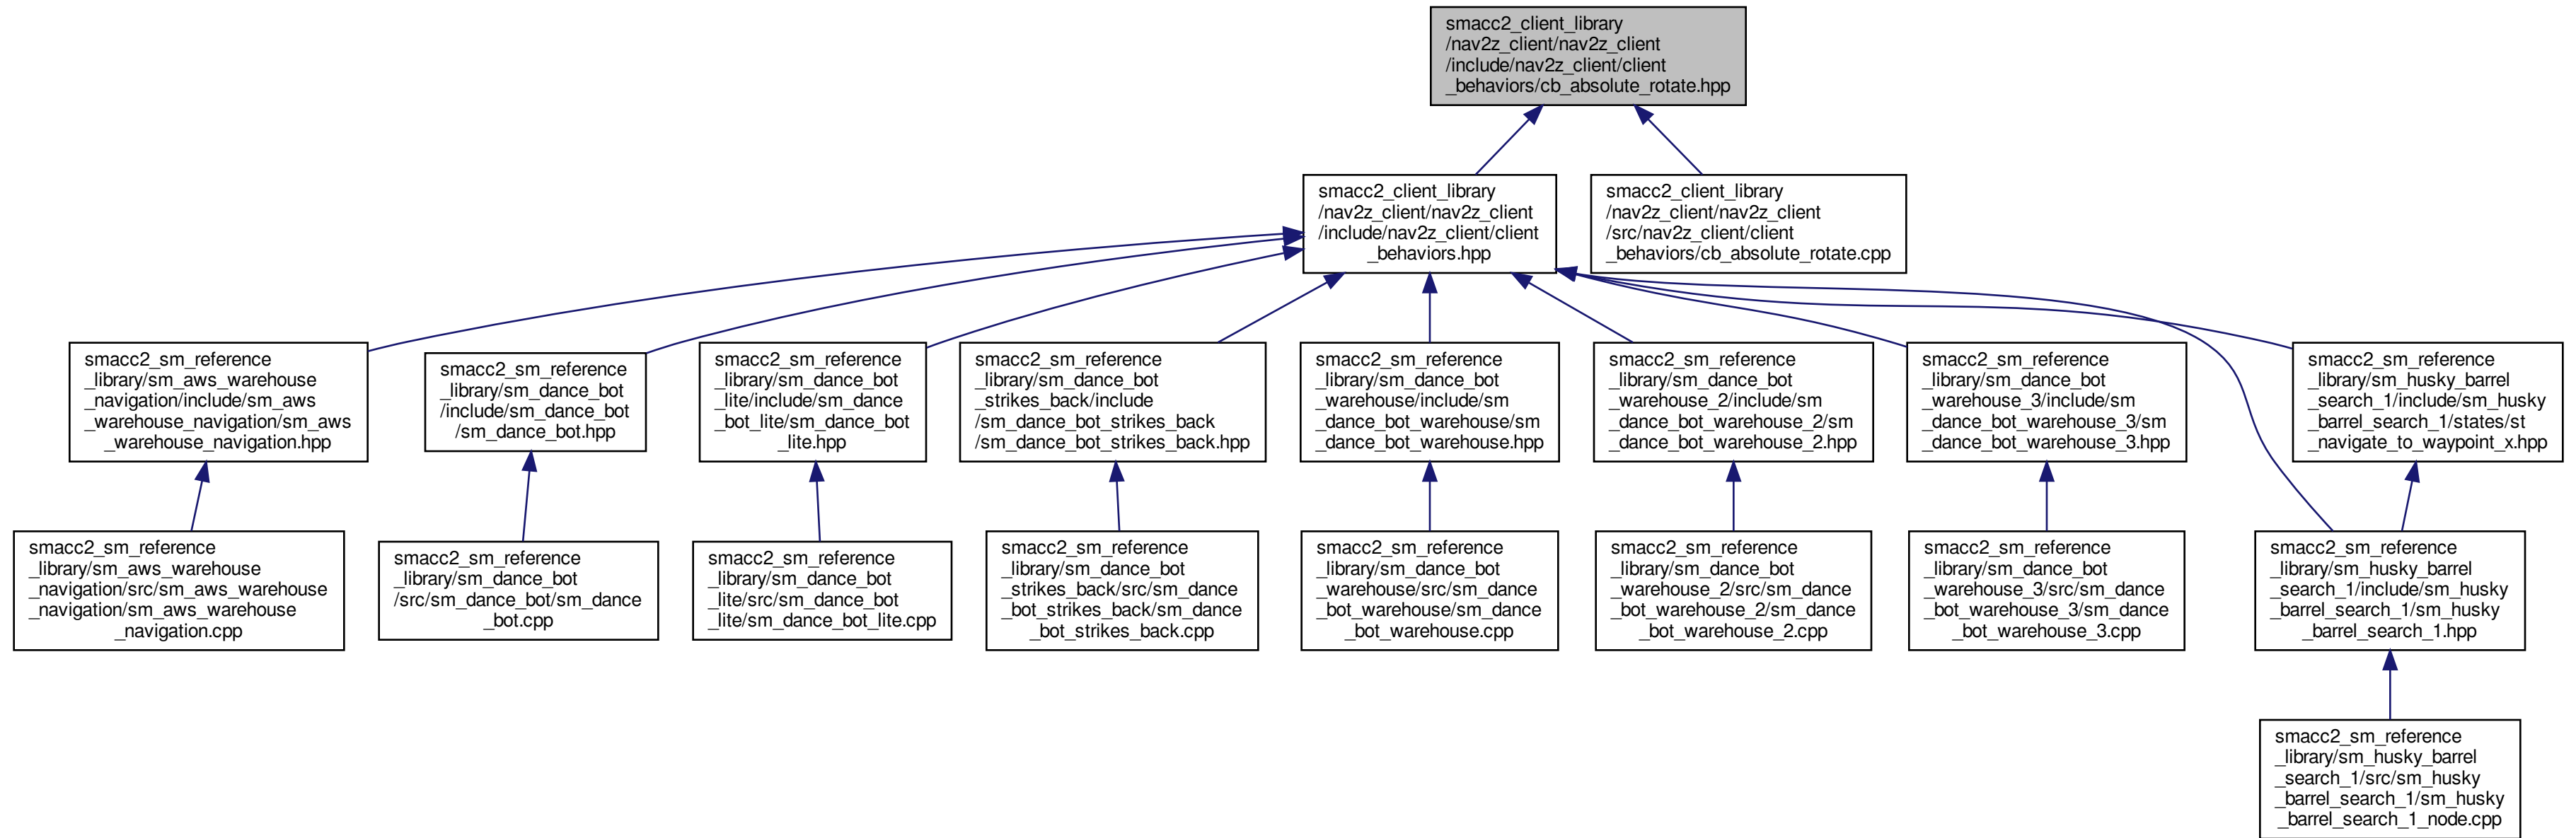 smacc2_client_library
/nav2z_client/nav2z_client
/include/nav2z_client/client
_behaviors/cb_absolute_rotate.hpp
smacc2_client_library
/nav2z_client/nav2z_client
/include/nav2z_client/client
_behaviors.hpp
smacc2_client_library
/nav2z_client/nav2z_client
/src/nav2z_client/client
_behaviors/cb_absolute_rotate.cpp
smacc2_sm_reference
_library/sm_aws_warehouse
_navigation/include/sm_aws
_warehouse_navigation/sm_aws
_warehouse_navigation.hpp
smacc2_sm_reference
_library/sm_dance_bot
/include/sm_dance_bot
/sm_dance_bot.hpp
smacc2_sm_reference
_library/sm_dance_bot
_lite/include/sm_dance
_bot_lite/sm_dance_bot
_lite.hpp
smacc2_sm_reference
_library/sm_dance_bot
_strikes_back/include
/sm_dance_bot_strikes_back
/sm_dance_bot_strikes_back.hpp
smacc2_sm_reference
_library/sm_dance_bot
_warehouse/include/sm
_dance_bot_warehouse/sm
_dance_bot_warehouse.hpp
smacc2_sm_reference
_library/sm_dance_bot
_warehouse_2/include/sm
_dance_bot_warehouse_2/sm
_dance_bot_warehouse_2.hpp
smacc2_sm_reference
_library/sm_dance_bot
_warehouse_3/include/sm
_dance_bot_warehouse_3/sm
_dance_bot_warehouse_3.hpp
smacc2_sm_reference
_library/sm_husky_barrel
_search_1/include/sm_husky
_barrel_search_1/states/st
_navigate_to_waypoint_x.hpp
smacc2_sm_reference
_library/sm_aws_warehouse
_navigation/src/sm_aws_warehouse
_navigation/sm_aws_warehouse
_navigation.cpp
smacc2_sm_reference
_library/sm_dance_bot
/src/sm_dance_bot/sm_dance
_bot.cpp
smacc2_sm_reference
_library/sm_dance_bot
_lite/src/sm_dance_bot
_lite/sm_dance_bot_lite.cpp
smacc2_sm_reference
_library/sm_dance_bot
_strikes_back/src/sm_dance
_bot_strikes_back/sm_dance
_bot_strikes_back.cpp
smacc2_sm_reference
_library/sm_dance_bot
_warehouse/src/sm_dance
_bot_warehouse/sm_dance
_bot_warehouse.cpp
smacc2_sm_reference
_library/sm_dance_bot
_warehouse_2/src/sm_dance
_bot_warehouse_2/sm_dance
_bot_warehouse_2.cpp
smacc2_sm_reference
_library/sm_dance_bot
_warehouse_3/src/sm_dance
_bot_warehouse_3/sm_dance
_bot_warehouse_3.cpp
smacc2_sm_reference
_library/sm_husky_barrel
_search_1/include/sm_husky
_barrel_search_1/sm_husky
_barrel_search_1.hpp
smacc2_sm_reference
_library/sm_husky_barrel
_search_1/src/sm_husky
_barrel_search_1/sm_husky
_barrel_search_1_node.cpp